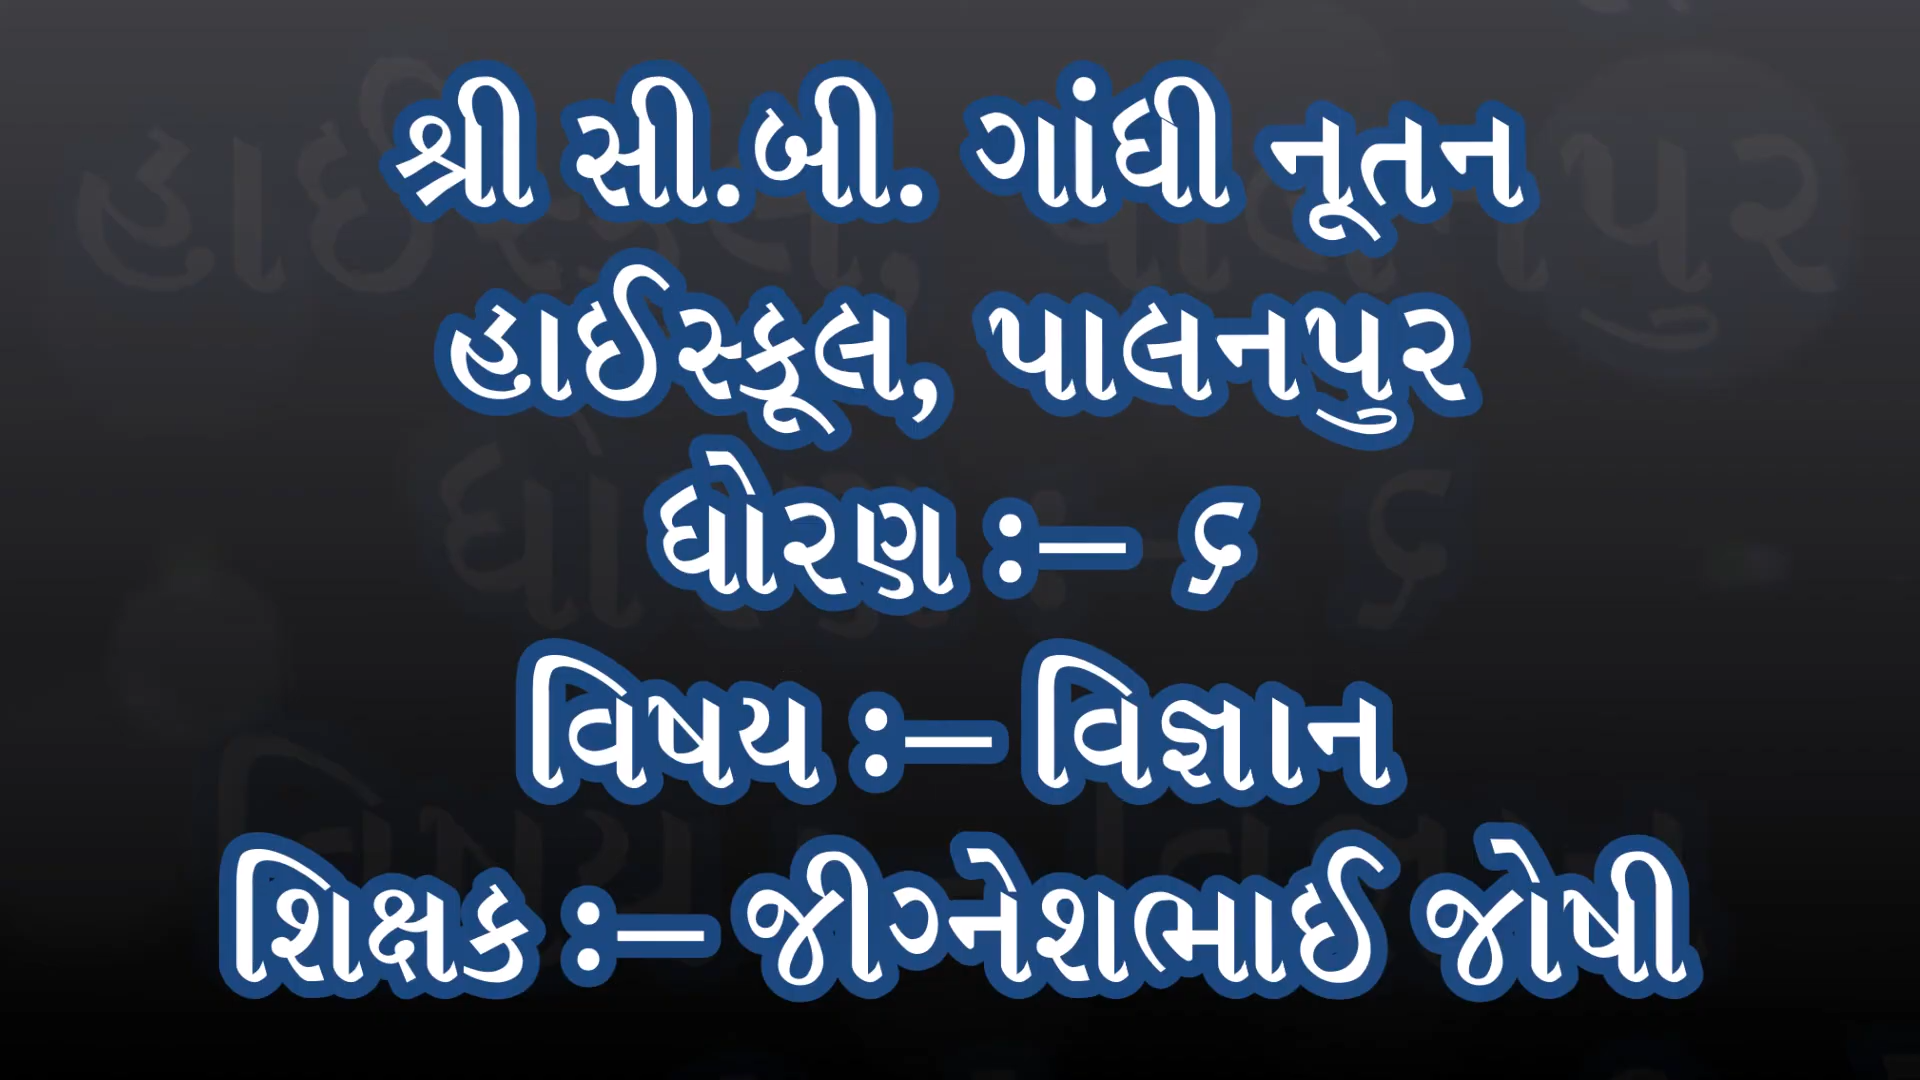 શ્રી સી.બી. ગાંધી નૂતન
હાઈસ્કૂલ, પાલનપુર
ધોરણ :– ૬
વિષય :– વિજ્ઞાન
શિક્ષક :– જીગ્નેશભાઈ જોષી